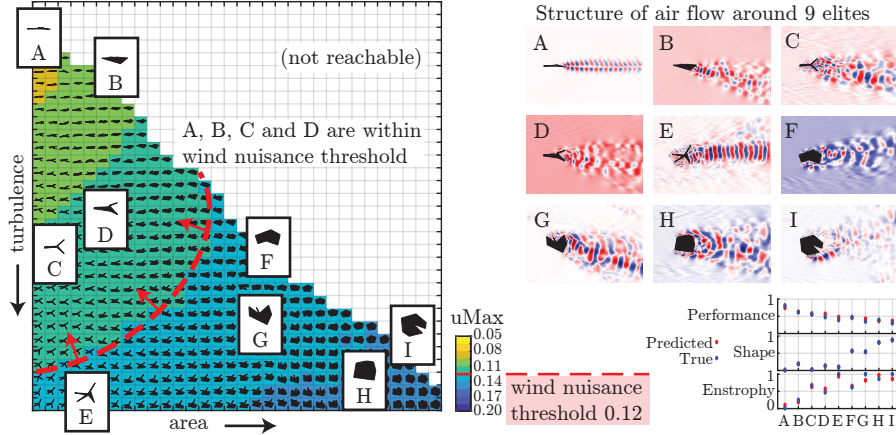 A
B
(not reachable)
A, B, C and D are within
wind nuisance threshold
turbulence
D
C
F
G
I
H
E
area
uMax
0.05
0.08
0.09
0.11
0.14
0.13
0.17
0.20
wind nuisance
threshold 0.12
Structure of air flow around 9 elites
A
B
C
D
E
F
G
H
I
Performance
1
Predicted
True
Shape
1
Enstrophy
1
0
A B C D E F G H I